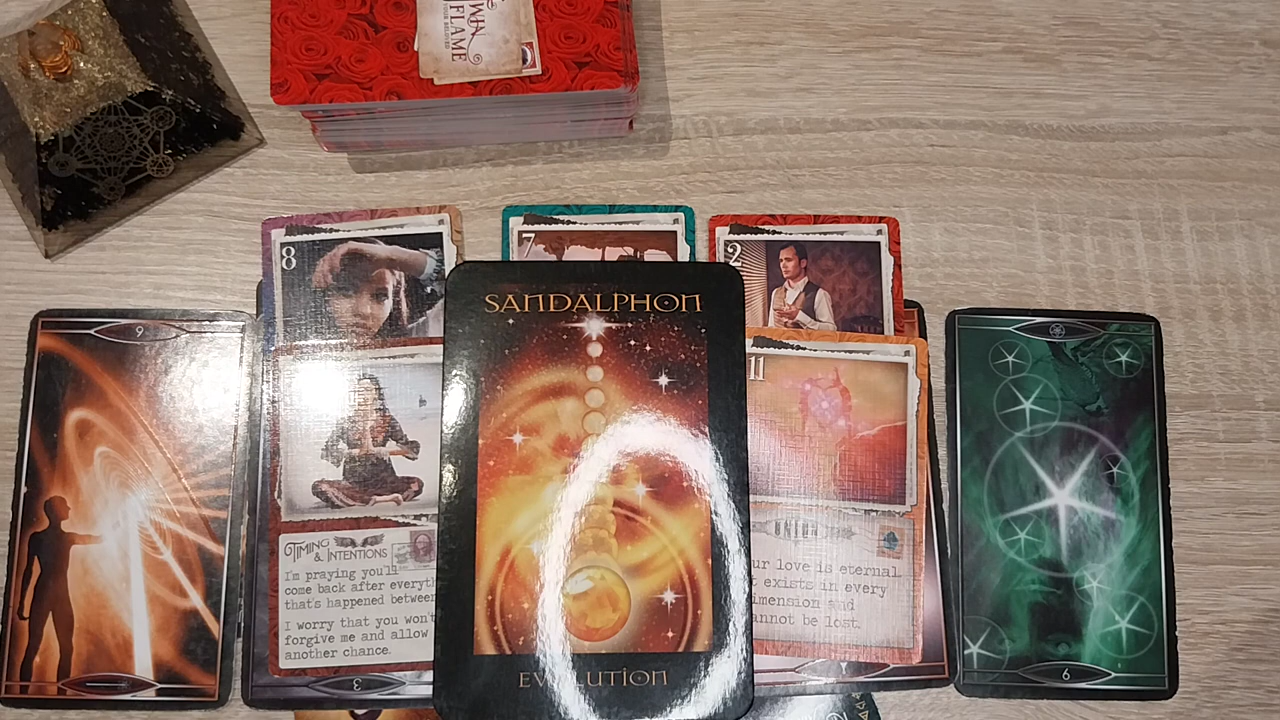 FLAME
YOUR BELOVED
8
7
2
SANDALPHON
11
TIMING
& INTENTIONS
I'm praying you'll
come back after everyth
that's happened between
I worry that you won't
forgive me and allow
another chance.
UNION
ur love is eternal
exists in every
imension and
annot be lost.
EVOLUTION
9
3
6